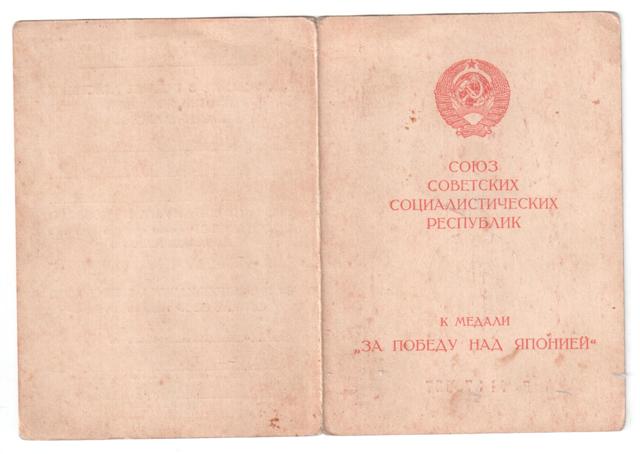 СОЮЗ
СОВЕТСКИХ
СОЦИАЛИСТИЧЕСКИХ
РЕСПУБЛИК
К МЕДАЛИ
„ЗА ПОБЕДУ НАД ЯПОНИЕЙ“